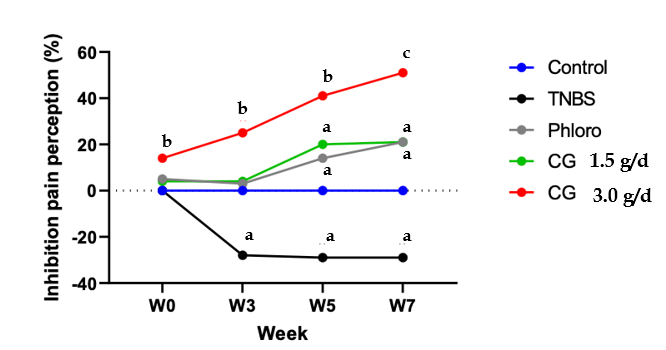 Inhibition pain perception (%)
60
40
20
0
-20
-40
b
b
b
c
a
a
a
a
a
a
a
W0
W3
W5
W7
Week
Control
TNBS
Phloro
CG 1.5 g/d
CG 3.0 g/d